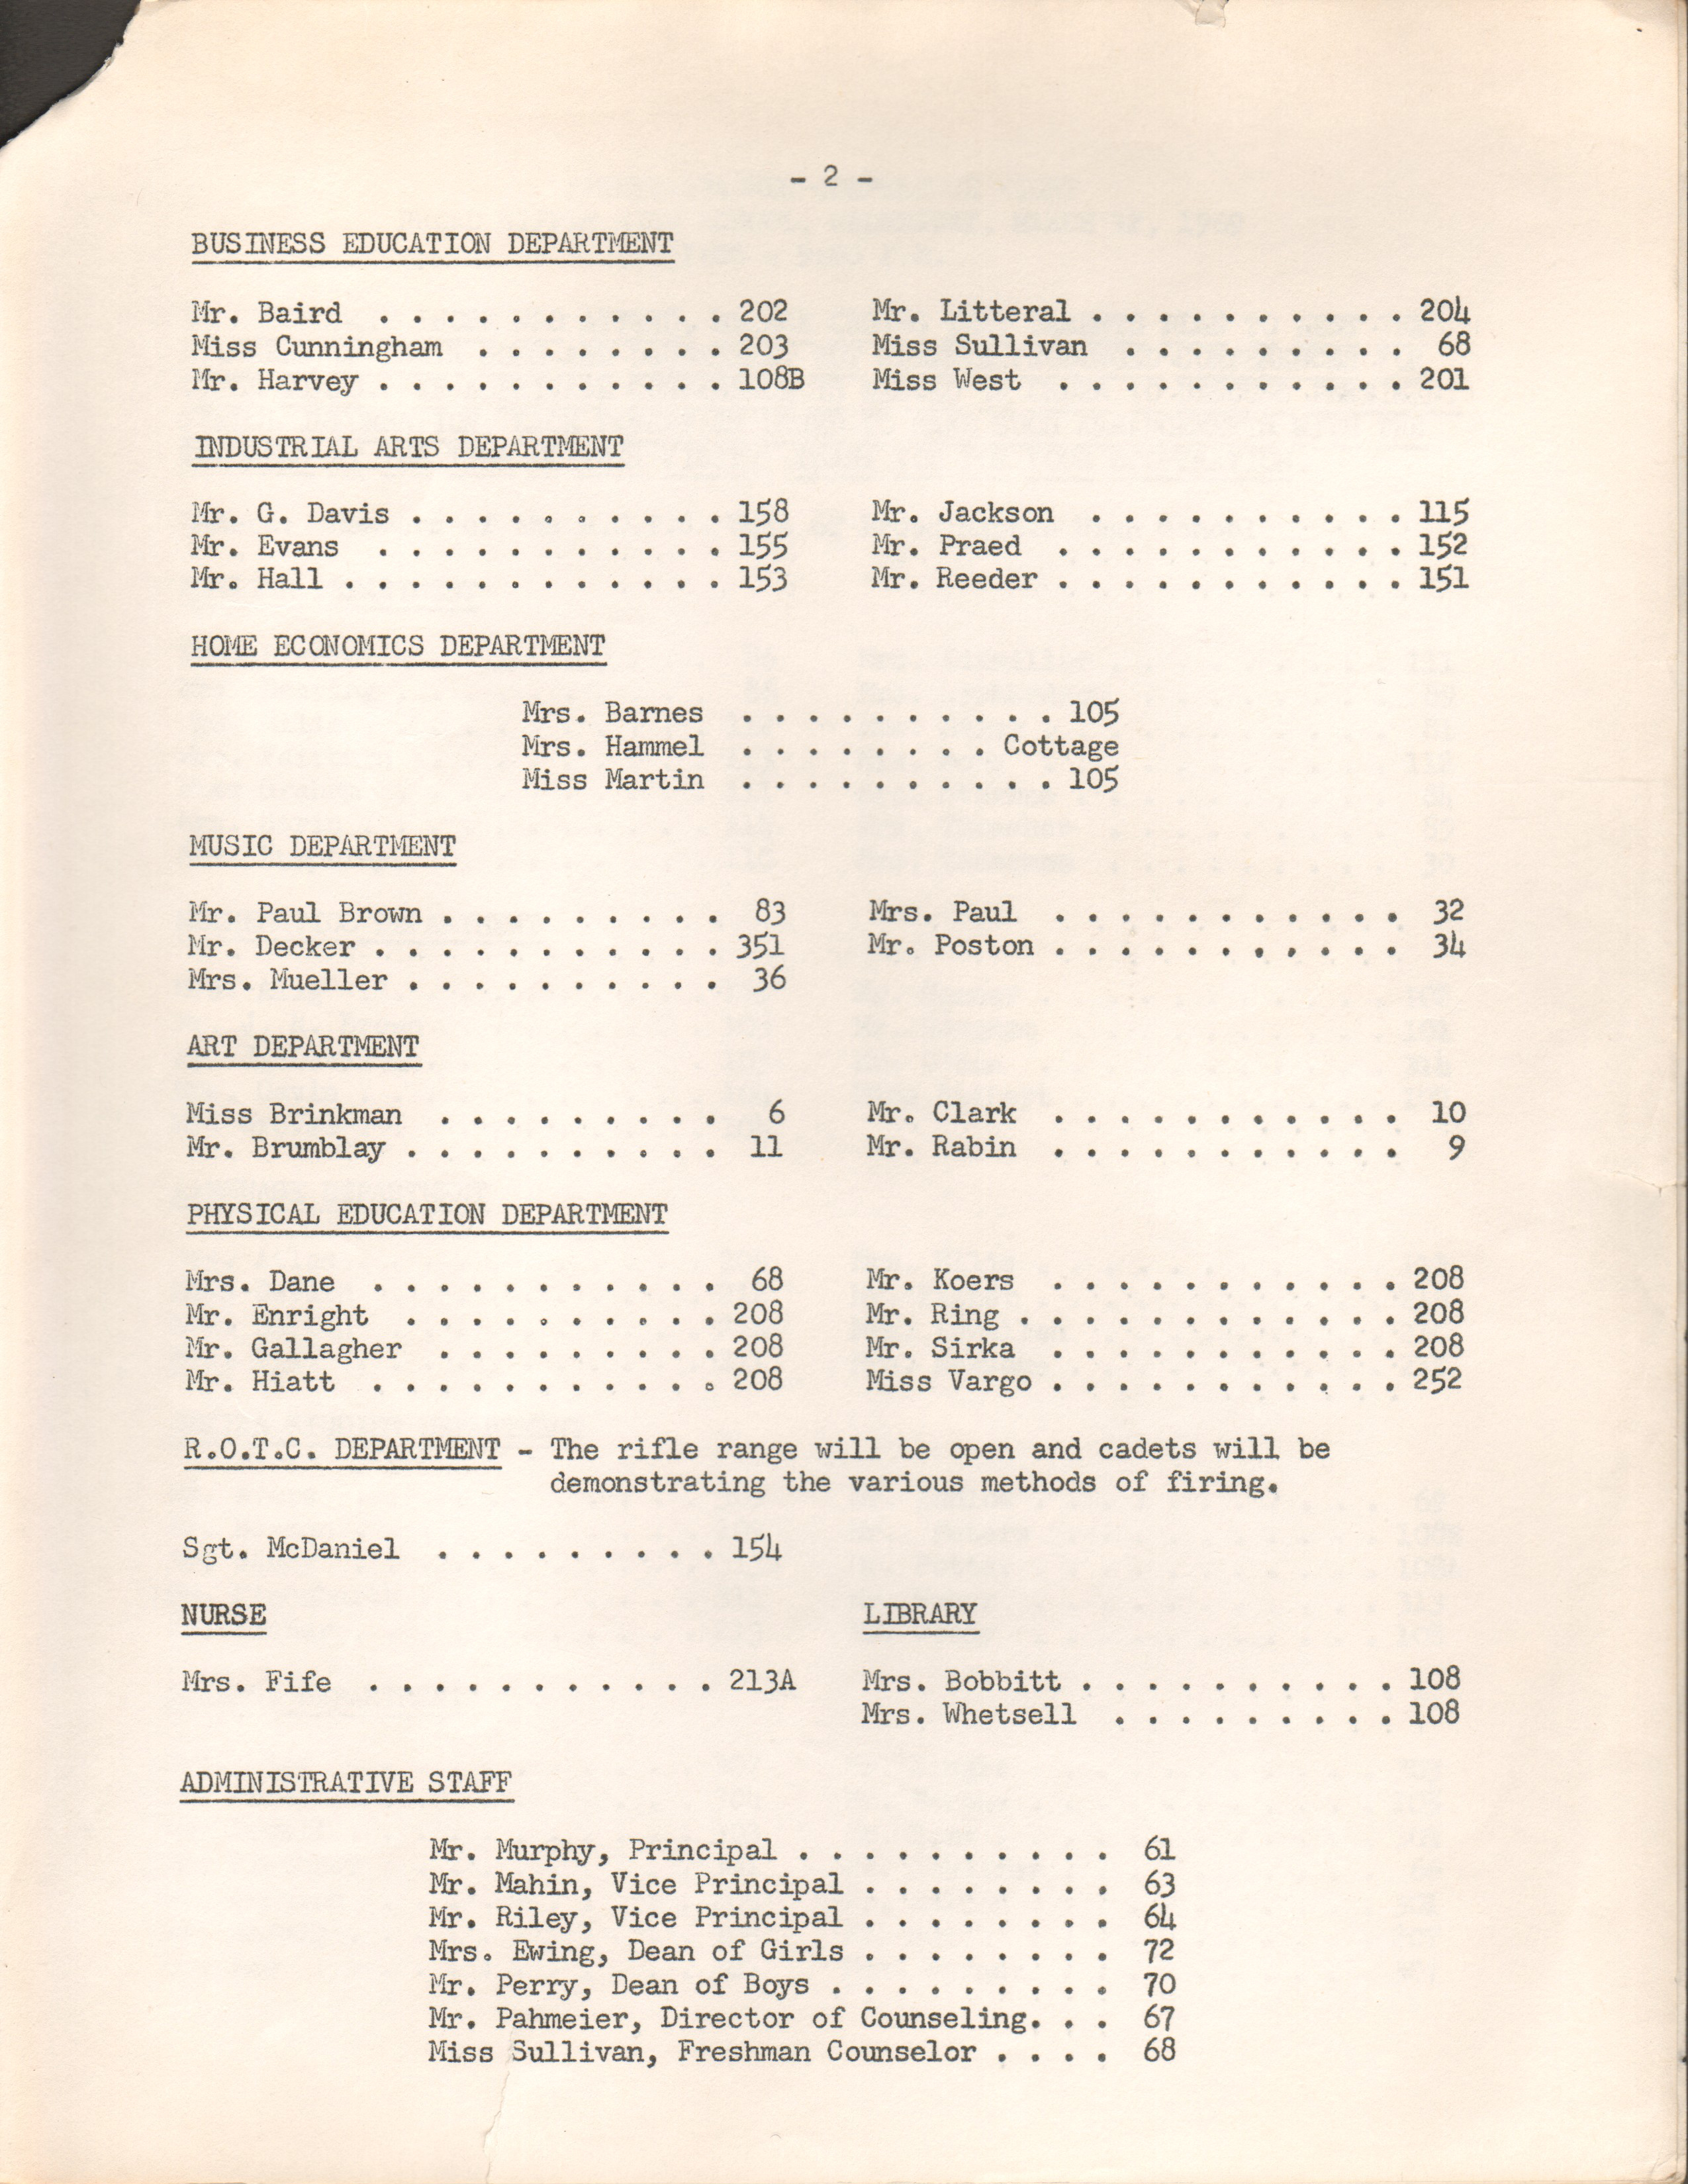 - 2 -
BUSINESS EDUCATION DEPARTMENT
Mr. Baird . . . . . . . . . . . 202 Mr. Litteral . . . . . . . . . . 204
Miss Cunningham . . . . . . . . 203 Miss Sullivan . . . . . . . . . 68
Mr. Harvey . . . . . . . . . . . 108B Miss West . . . . . . . . . . . 201
INDUSTRIAL ARTS DEPARTMENT
Mr. G. Davis . . . . . . . . . . 158 Mr. Jackson . . . . . . . . . . 115
Mr. Evans . . . . . . . . . . . 155 Mr. Praed . . . . . . . . . . . 152
Mr. Hall . . . . . . . . . . . . 153 Mr. Reeder . . . . . . . . . . . 151
HOME ECONOMICS DEPARTMENT
Mrs. Barnes . . . . . . . . . . 105
Mrs. Hammel . . . . . . . . Cottage
Miss Martin . . . . . . . . . . 105
MUSIC DEPARTMENT
Mr. Paul Brown . . . . . . . . . 83 Mrs. Paul . . . . . . . . . . . 32
Mr. Decker . . . . . . . . . . . 351 Mr. Poston . . . . . . . . . . . 34
Mrs. Mueller . . . . . . . . . . 36
ART DEPARTMENT
Miss Brinkman . . . . . . . . . 6 Mr. Clark . . . . . . . . . . . 10
Mr. Brumblay . . . . . . . . . . 11 Mr. Rabin . . . . . . . . . . . 9
PHYSICAL EDUCATION DEPARTMENT
Mrs. Dane . . . . . . . . . . . 68 Mr. Koers . . . . . . . . . . . 208
Mr. Enright . . . . . . . . . . 208 Mr. Ring . . . . . . . . . . . . 208
Mr. Gallagher . . . . . . . . . 208 Mr. Sirka . . . . . . . . . . . 208
Mr. Hiatt . . . . . . . . . . . 208 Miss Vargo . . . . . . . . . . . 252
R.O.T.C. DEPARTMENT - The rifle range will be open and cadets will be
demonstrating the various methods of firing.
Sgt. McDaniel . . . . . . . . . 154
NURSE LIBRARY
Mrs. Fife . . . . . . . . . . . 213A Mrs. Bobbitt . . . . . . . . . . 108
Mrs. Whetsell . . . . . . . . . 108
ADMINISTRATIVE STAFF
Mr. Murphy, Principal . . . . . . . . . . 61
Mr. Mahin, Vice Principal . . . . . . . . 63
Mr. Riley, Vice Principal . . . . . . . . 64
Mrs. Ewing, Dean of Girls . . . . . . . . 72
Mr. Perry, Dean of Boys . . . . . . . . . 70
Mr. Pahmeier, Director of Counseling. . . 67
Miss Sullivan, Freshman Counselor . . . . 68